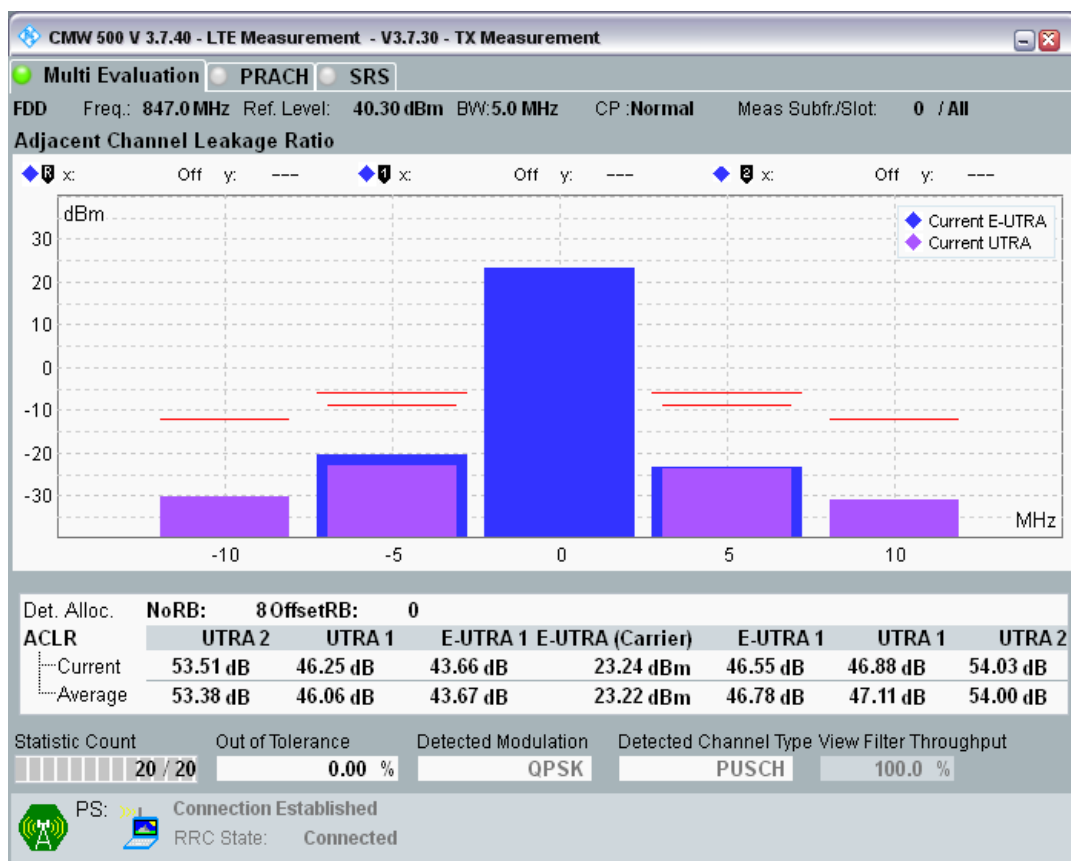 CMW 500 V 3.7.40 - LTE Measurement - V3.7.30 - TX Measurement
Multi Evaluation PRACH SRS
FDD Freq.: 847.0 MHz Ref. Level: 40.30 dBm BW:5.0 MHz CP :Normal Meas Subfr./Slot: 0 / All
Adjacent Channel Leakage Ratio
R x: Off y: --- 1 x: Off y: --- 2 x: Off y: ---
dBm
Current E-UTRA
Current UTRA
30
20
10
0
-10
-20
-30
MHz
-10 -5 0 5 10
Det. Alloc. NoRB: 8 OffsetRB: 0
ACLR UTRA 2 UTRA 1 E-UTRA 1 E-UTRA (Carrier) E-UTRA 1 UTRA 1 UTRA 2
Current 53.51 dB 46.25 dB 43.66 dB 23.24 dBm 46.55 dB 46.88 dB 54.03 dB
Average 53.38 dB 46.06 dB 43.67 dB 23.22 dBm 46.78 dB 47.11 dB 54.00 dB
Statistic Count Out of Tolerance Detected Modulation Detected Channel Type View Filter Throughput
20 / 20 0.00 % QPSK PUSCH 100.0 %
PS: Connection Established
RRC State: Connected